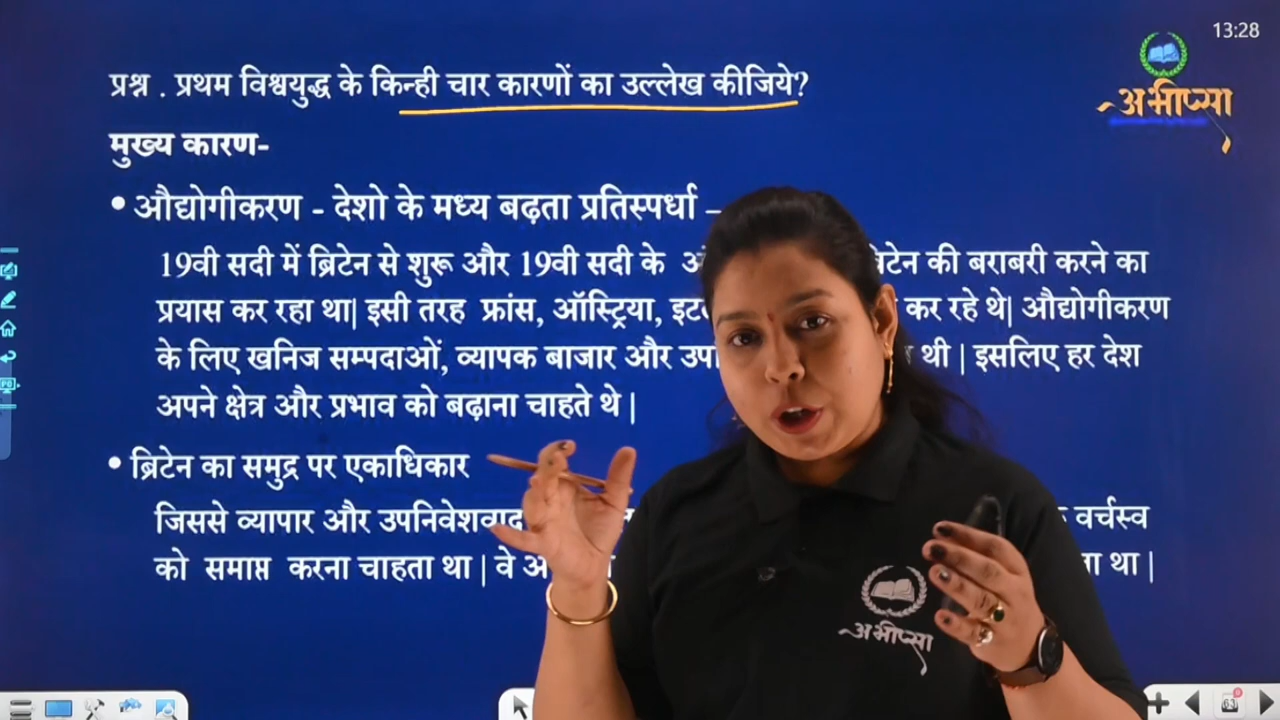 13:28
अभीप्सा
प्रश्न . प्रथम विश्वयुद्ध के किन्ही चार कारणों का उल्लेख कीजिये?
मुख्य कारण-
• औद्योगीकरण - देशो के मध्य बढ़ता प्रतिस्पर्धा –
19वी सदी में ब्रिटेन से शुरू और 19वी सदी के ब्रिटेन की बराबरी करने का
प्रयास कर रहा था| इसी तरह फ्रांस, ऑस्ट्रिया, कर रहे थे| औद्योगीकरण
के लिए खनिज सम्पदाओं, व्यापक बाजार और थी | इसलिए हर देश
अपने क्षेत्र और प्रभाव को बढ़ाना चाहते थे |
• ब्रिटेन का समुद्र पर एकाधिकार
जिससे व्यापार और उपनिवेशवाद वर्चस्व
को समाप्त करना चाहता था | वे था |
अभीप्सा
63